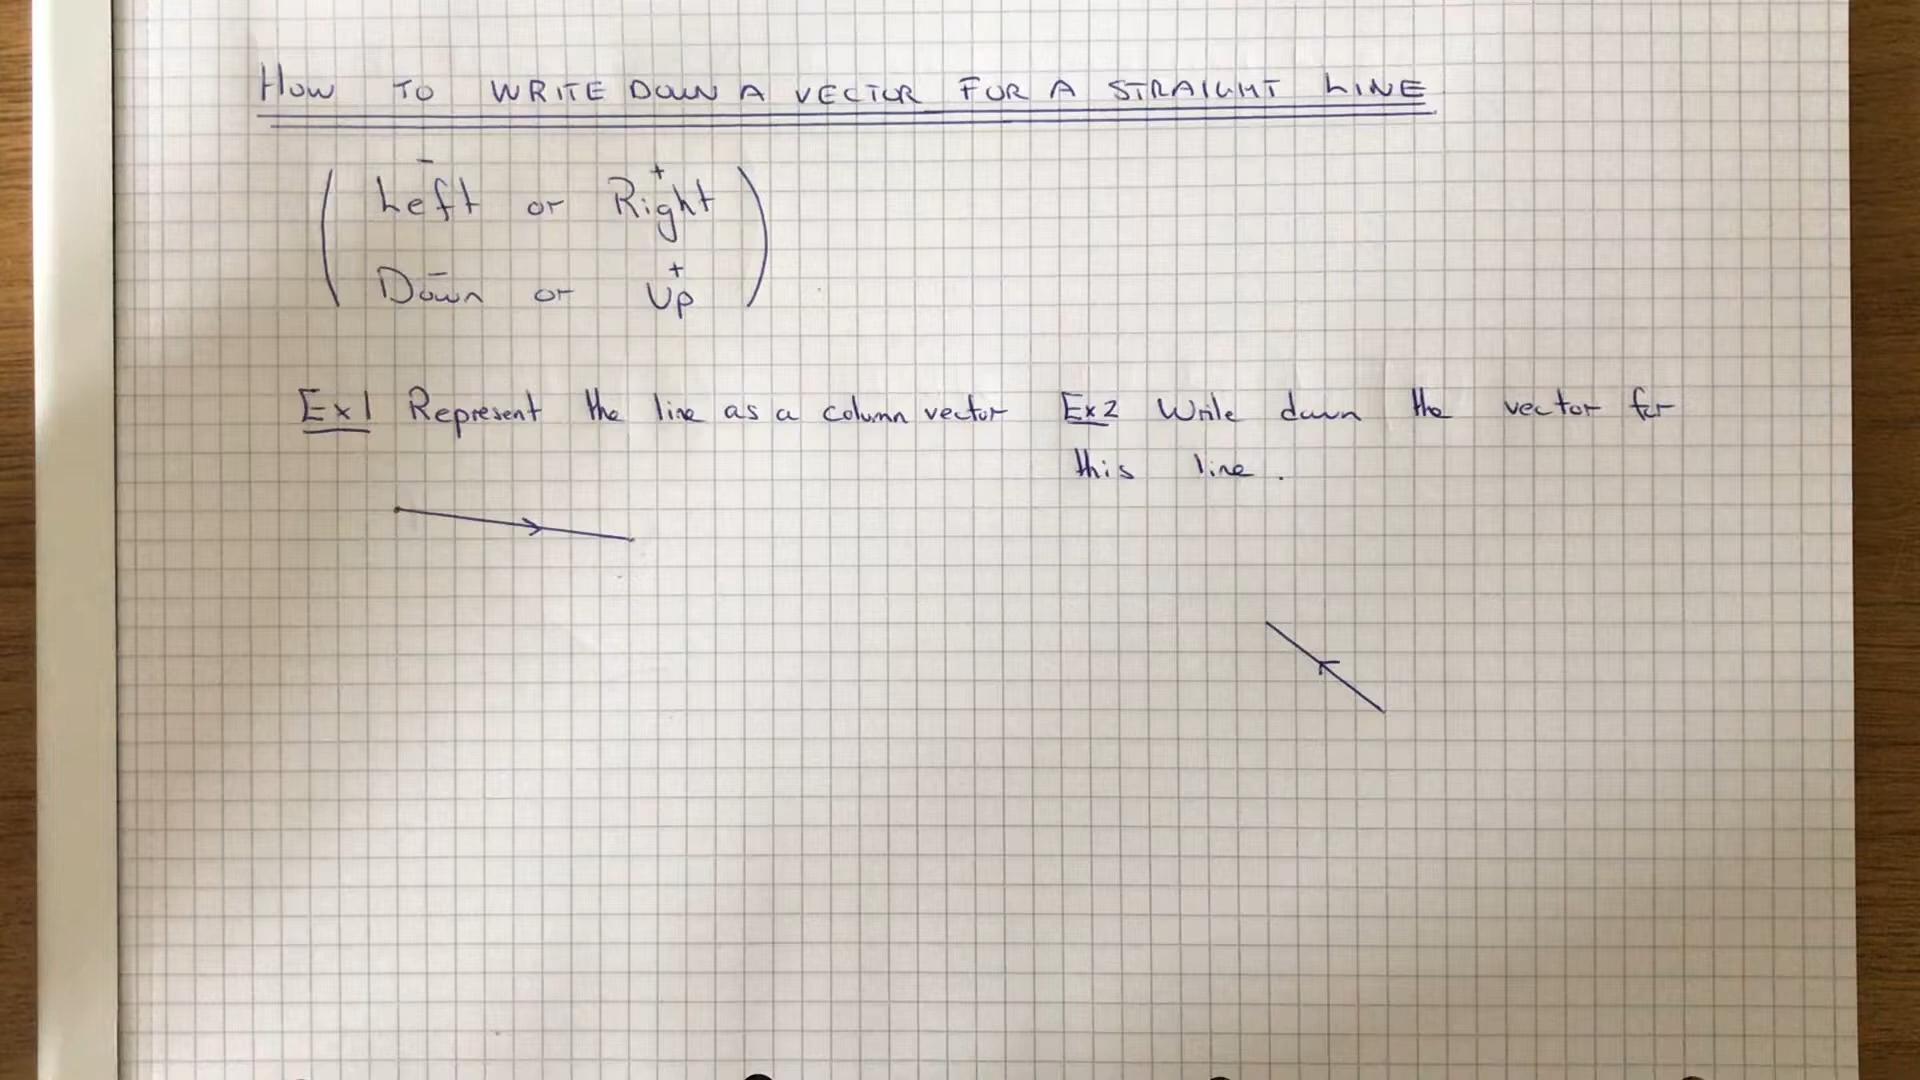 HOW TO WRITE DOWN A VECTOR FOR A STRAIGHT LINE
- +
Left or Right
- +
Down or Up
Ex1 Represent the line as a column vector
Ex2 Write down the vector for
this line.